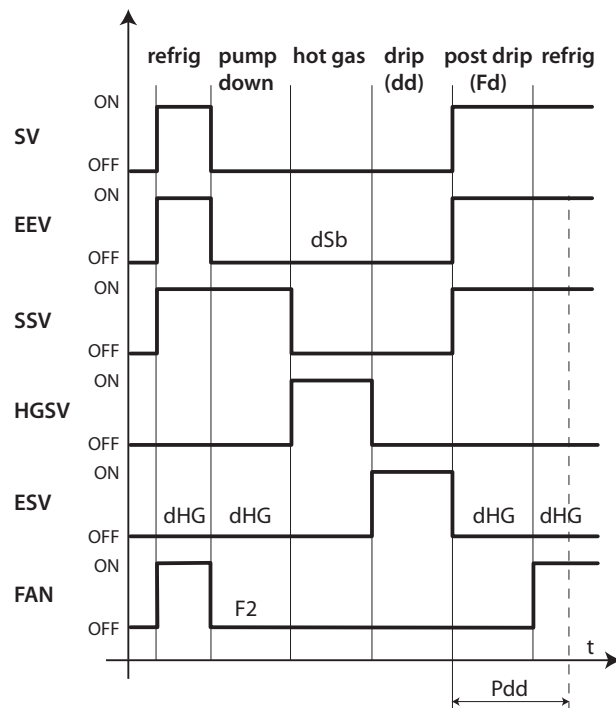 refrig pump down hot gas drip (dd) post drip (Fd) refrig
ON
SV
OFF
ON
EEV
dSb
OFF
ON
SSV
OFF
ON
HGSV
OFF
ON
ESV
dHG dHG dHG dHG
OFF
ON
FAN
F2
OFF
t
Pdd